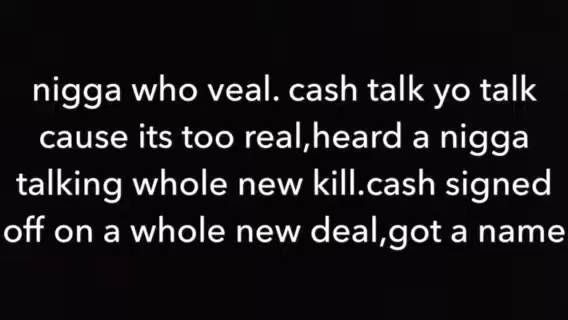 nigga who veal. cash talk yo talk
cause its too real,heard a nigga
talking whole new kill.cash signed
off on a whole new deal,got a name